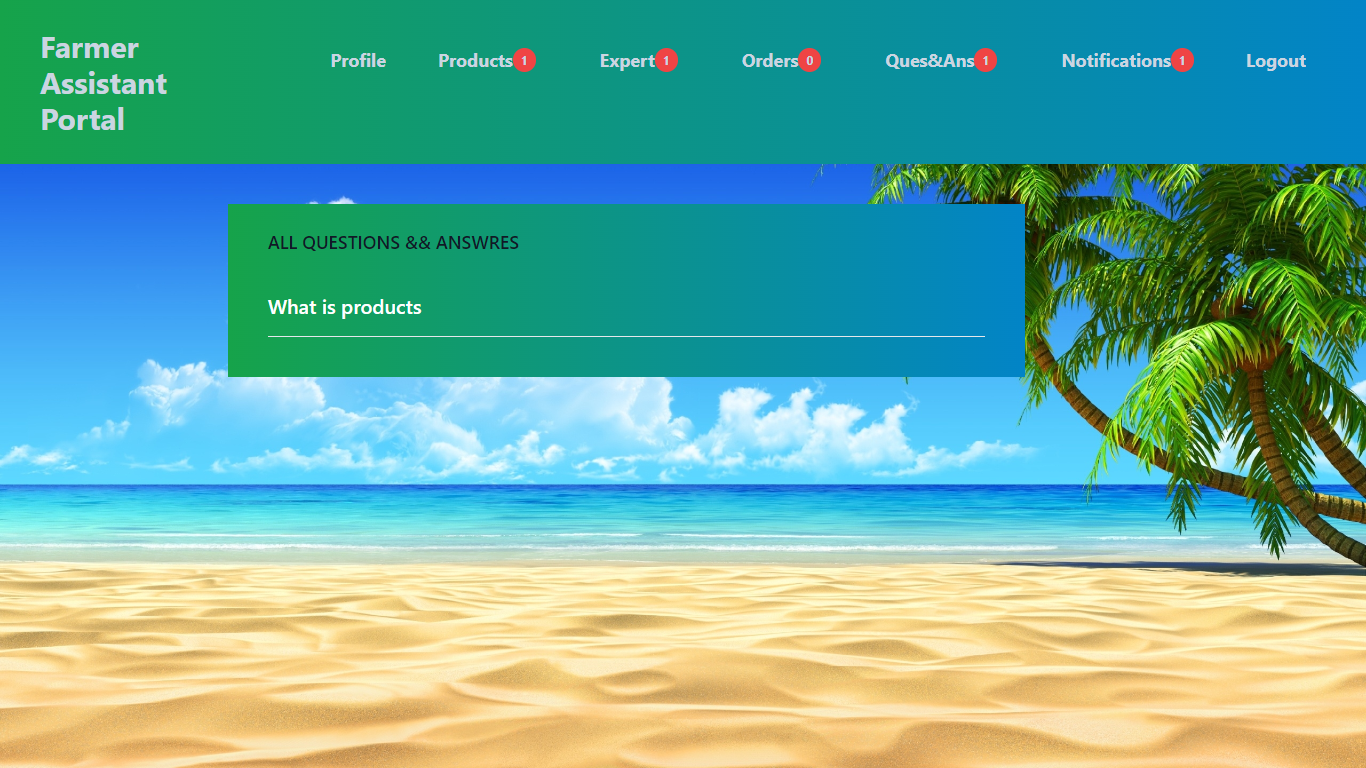 Farmer
Assistant
Portal
Profile Products 1 Expert 1 Orders 0 Ques&Ans 1 Notifications 1 Logout
ALL QUESTIONS && ANSWRES
What is products